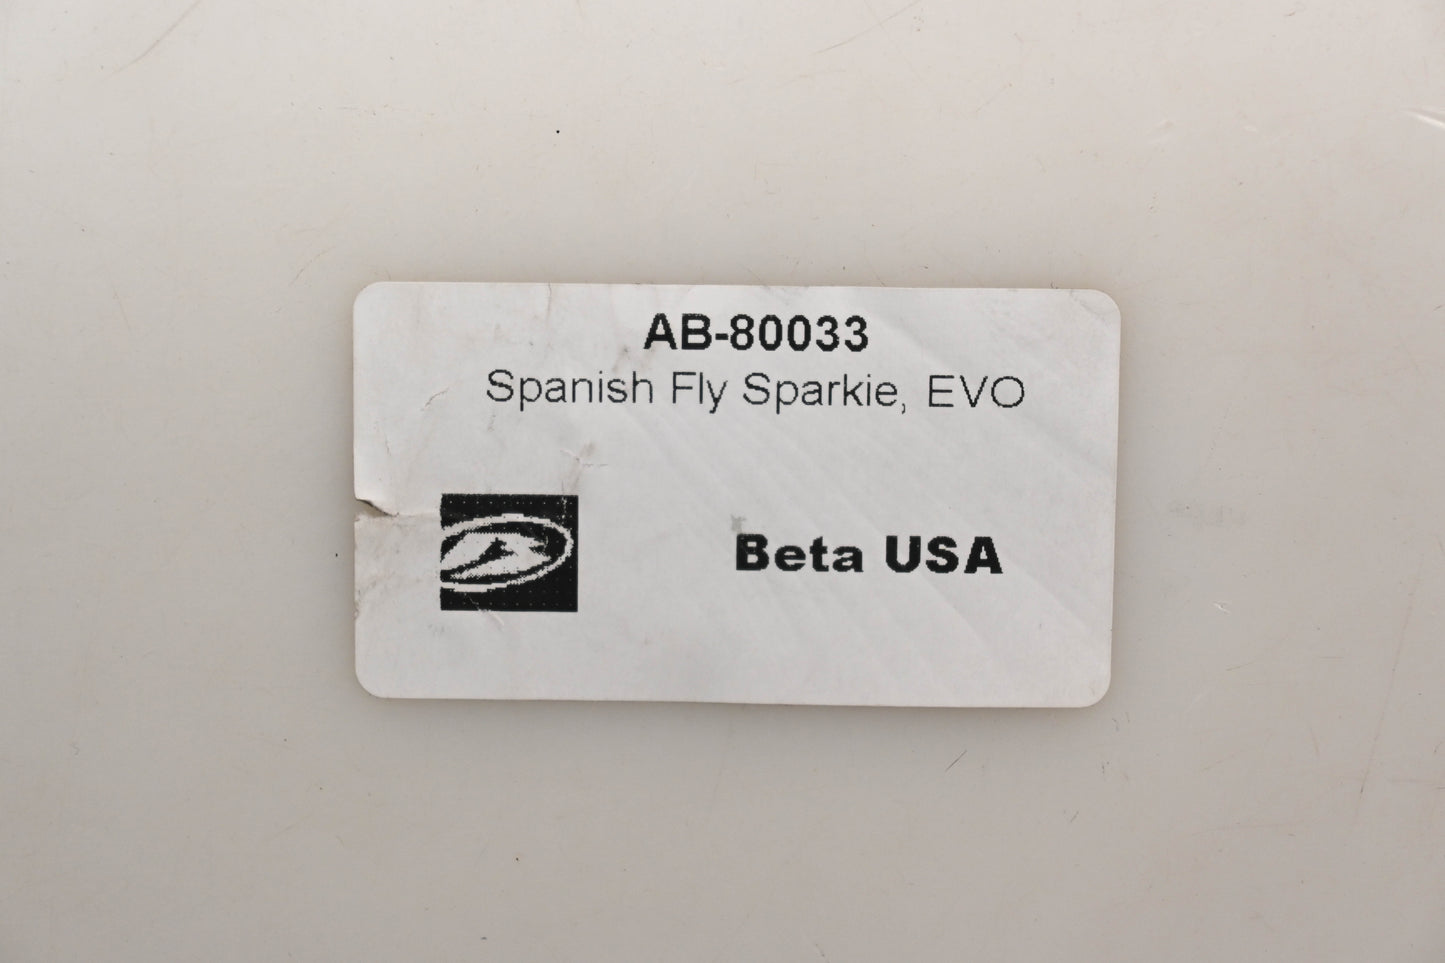 AB-80033
Spanish Fly Sparkie, EVO
Beta USA